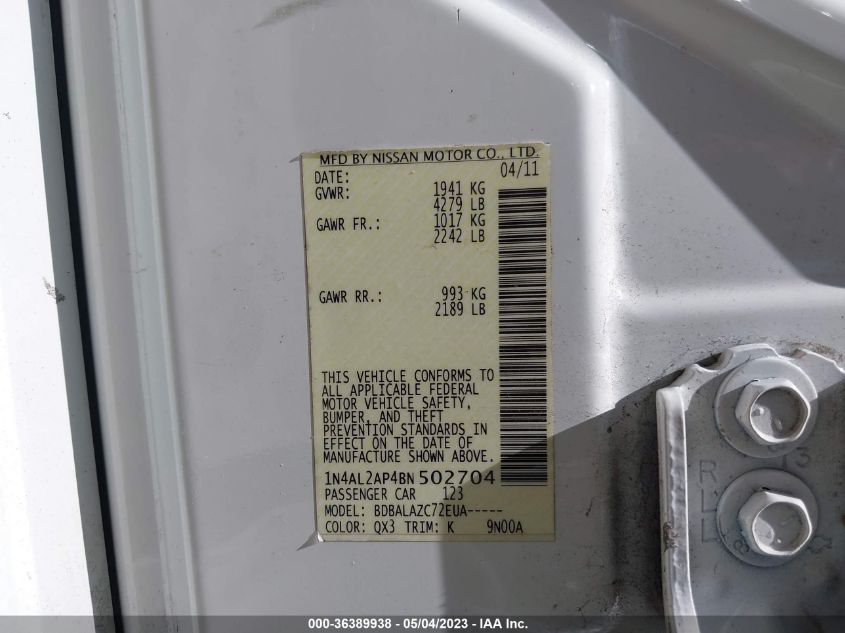 MFD BY NISSAN MOTOR CO., LTD.
DATE: 04/11
GVWR: 1941 KG
4279 LB
GAWR FR.: 1017 KG
2242 LB
GAWR RR.: 993 KG
2189 LB
THIS VEHICLE CONFORMS TO
ALL APPLICABLE FEDERAL
MOTOR VEHICLE SAFETY,
BUMPER, AND THEFT
PREVENTION STANDARDS IN
EFFECT ON THE DATE OF
MANUFACTURE SHOWN ABOVE.
1N4AL2AP4BN502704
PASSENGER CAR 123
MODEL: BDBALAZC72EUA-----
COLOR: QX3 TRIM: K 9N00A
000-36389938 - 05/04/2023 - IAA Inc.